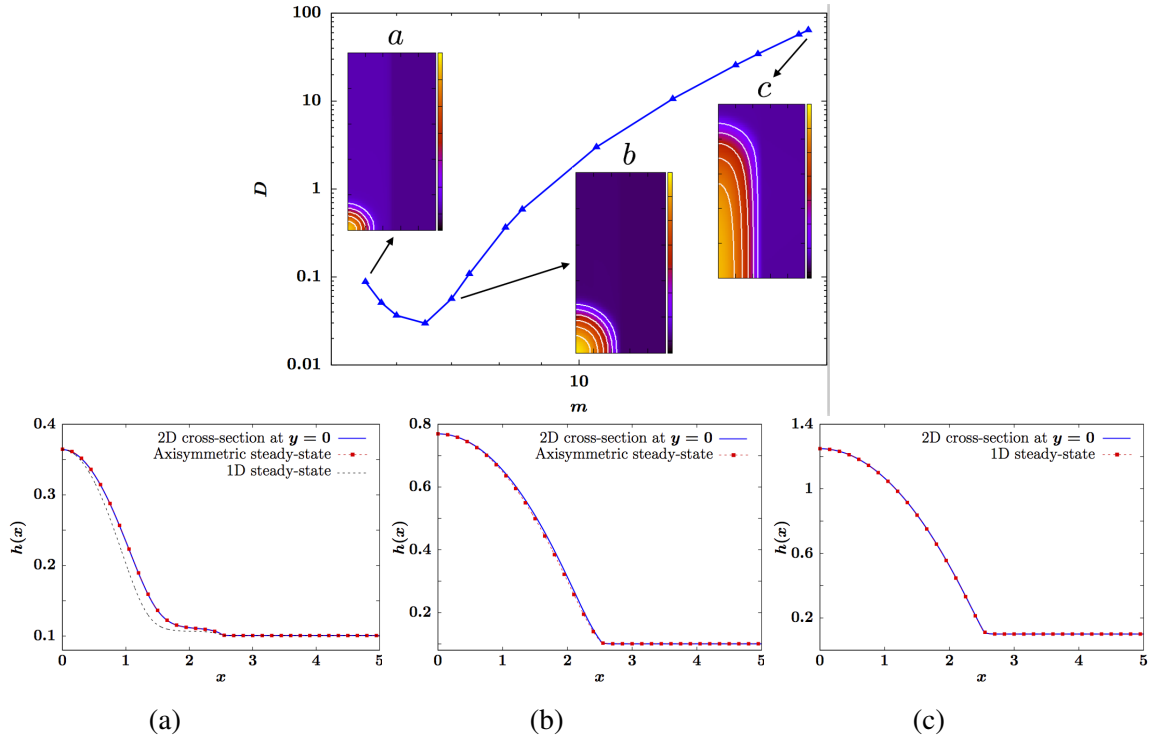 100
10
1
0.1
0.01
D
10
m
a
b
c
0.4
0.3
0.2
0.1
h(x)
2D cross-section at y = 0
Axisymmetric steady-state
1D steady-state
0 1 2 3 4 5
x
0.8
0.6
0.4
0.2
h(x)
2D cross-section at y = 0
Axisymmetric steady-state
0 1 2 3 4 5
x
1.4
1
0.6
0.2
h(x)
2D cross-section at y = 0
1D steady-state
0 1 2 3 4 5
x
(a) (b) (c)